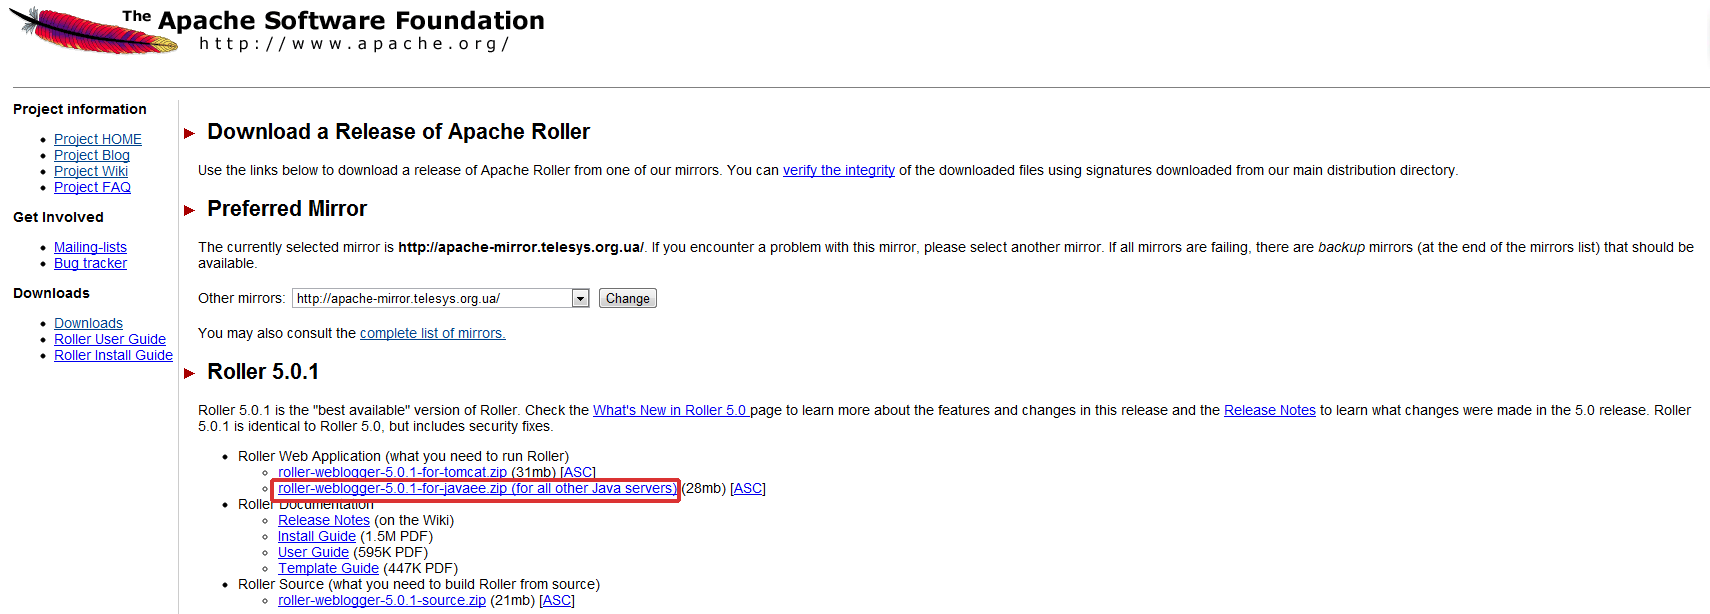 The Apache Software Foundation
http://www.apache.org/
Project information
Project HOME
Project Blog
Project Wiki
Project FAQ
Get Involved
Mailing-lists
Bug tracker
Downloads
Downloads
Roller User Guide
Roller Install Guide
Download a Release of Apache Roller
Use the links below to download a release of Apache Roller from one of our mirrors. You can verify the integrity of the downloaded files using signatures downloaded from our main distribution directory.
Preferred Mirror
The currently selected mirror is http://apache-mirror.telesys.org.ua/. If you encounter a problem with this mirror, please select another mirror. If all mirrors are failing, there are backup mirrors (at the end of the mirrors list) that should be
available.
Other mirrors: http://apache-mirror.telesys.org.ua/ Change
You may also consult the complete list of mirrors.
Roller 5.0.1
Roller 5.0.1 is the "best available" version of Roller. Check the What's New in Roller 5.0 page to learn more about the features and changes in this release and the Release Notes to learn what changes were made in the 5.0 release. Roller
5.0.1 is identical to Roller 5.0, but includes security fixes.
Roller Web Application (what you need to run Roller)
roller-weblogger-5.0.1-for-tomcat.zip (31mb) [ASC]
roller-weblogger-5.0.1-for-javaee.zip (for all other Java servers) (28mb) [ASC]
Roller Documentation
Release Notes (on the Wiki)
Install Guide (1.5M PDF)
User Guide (595K PDF)
Template Guide (447K PDF)
Roller Source (what you need to build Roller from source)
roller-weblogger-5.0.1-source.zip (21mb) [ASC]